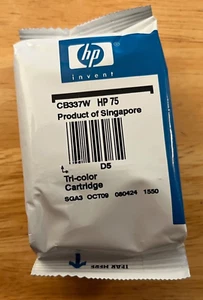 hp
invent
CB337W HP 75
Product of Singapore
D5
Tri-color
Cartridge
SGA3 OCT09 080424 1550
TEAR HERE